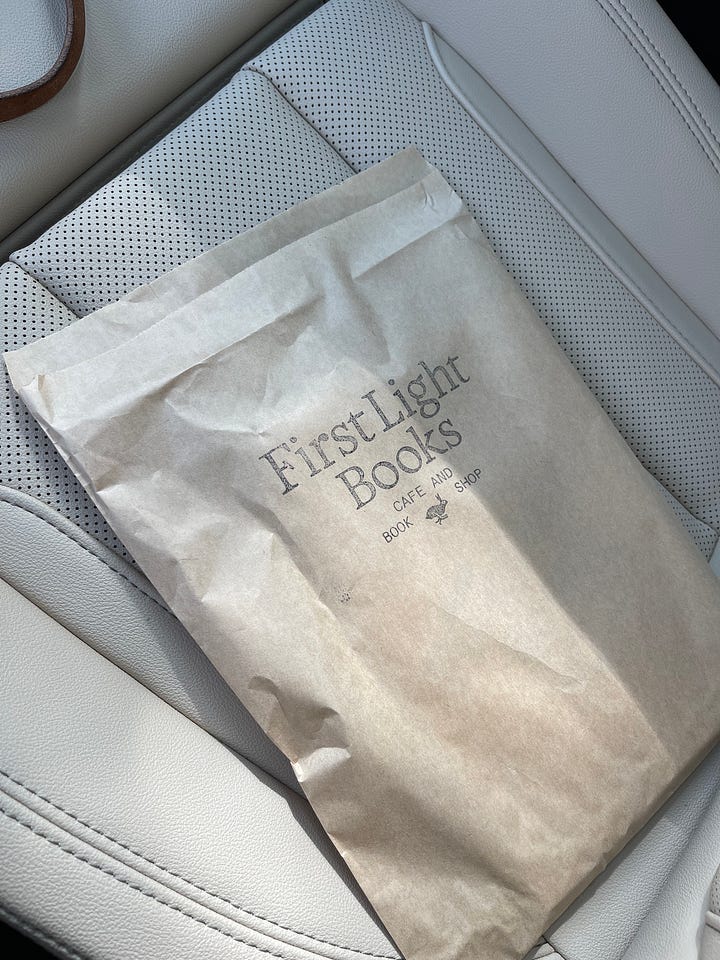 First Light
Books
CAFE AND
BOOK SHOP